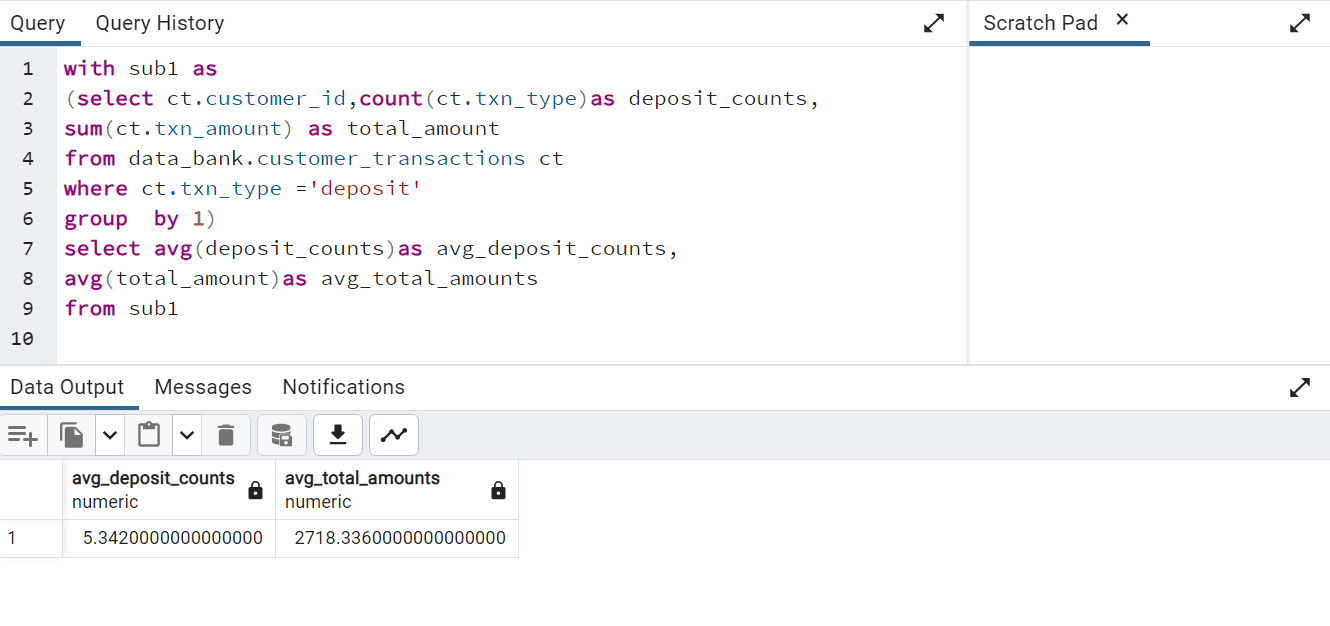 Query Query History Scratch Pad ×
1 with sub1 as
2 (select ct.customer_id,count(ct.txn_type)as deposit_counts,
3 sum(ct.txn_amount) as total_amount
4 from data_bank.customer_transactions ct
5 where ct.txn_type ='deposit'
6 group  by 1)
7 select avg(deposit_counts)as avg_deposit_counts,
8 avg(total_amount)as avg_total_amounts
9 from sub1
10
Data Output Messages Notifications
avg_deposit_counts avg_total_amounts
numeric numeric
1 5.3420000000000000 2718.3360000000000000